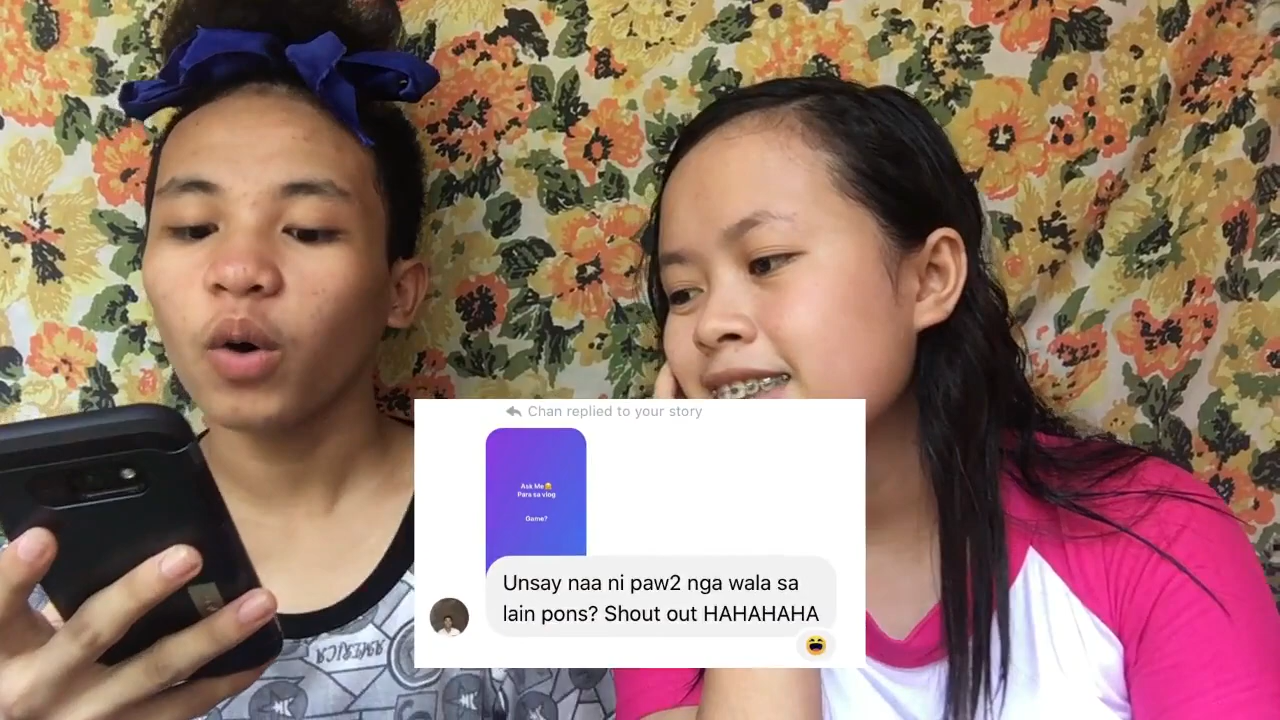 Chan replied to your story
Ask Me😄
Para sa vlog
Game?
Unsay naa ni paw2 nga wala sa
lain pons? Shout out HAHAHAHA